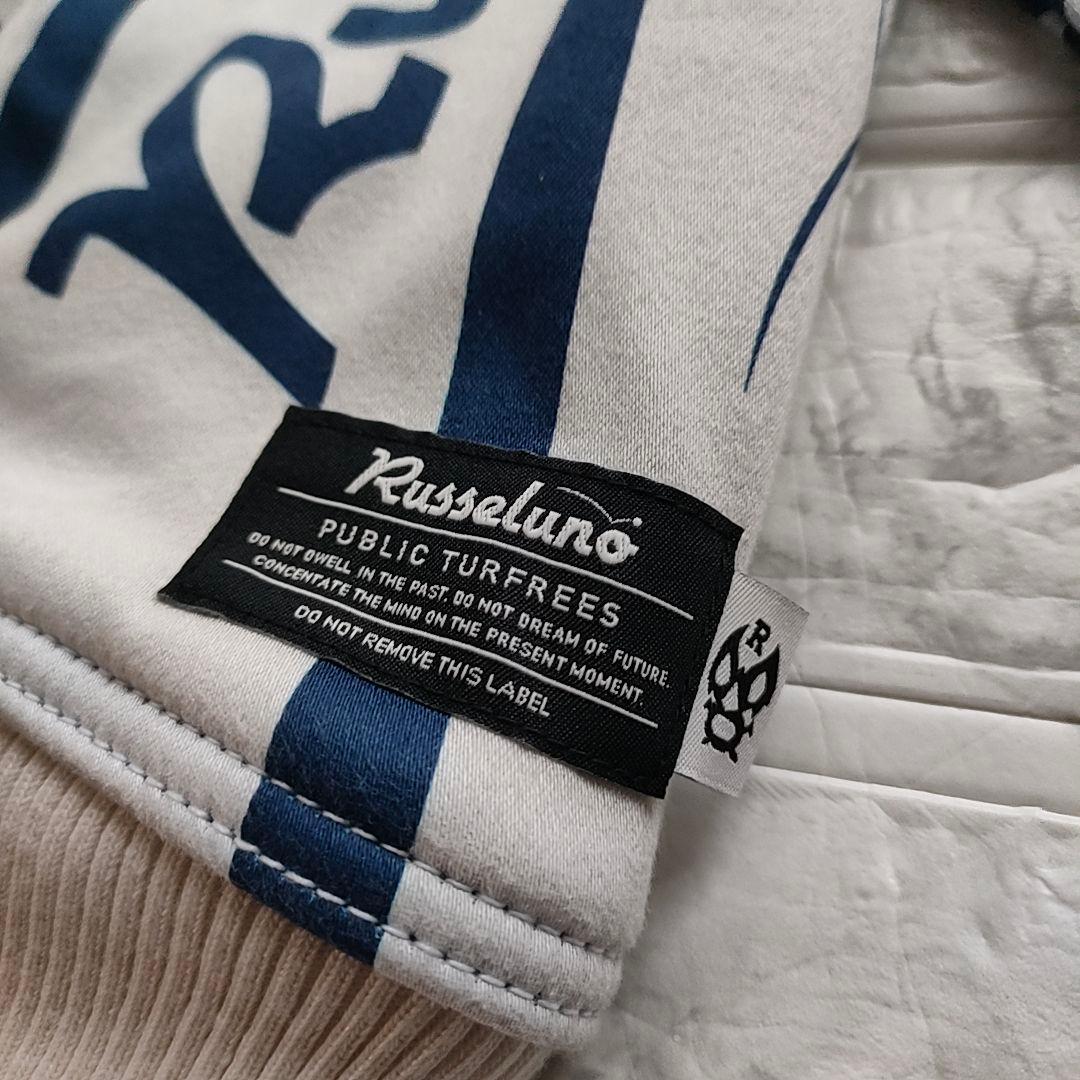 Russeluno
PUBLIC TURFREES
DO NOT DWELL IN THE PAST. DO NOT DREAM OF FUTURE.
CONCENTATE THE MIND ON THE PRESENT MOMENT.
DO NOT REMOVE THIS LABEL
R